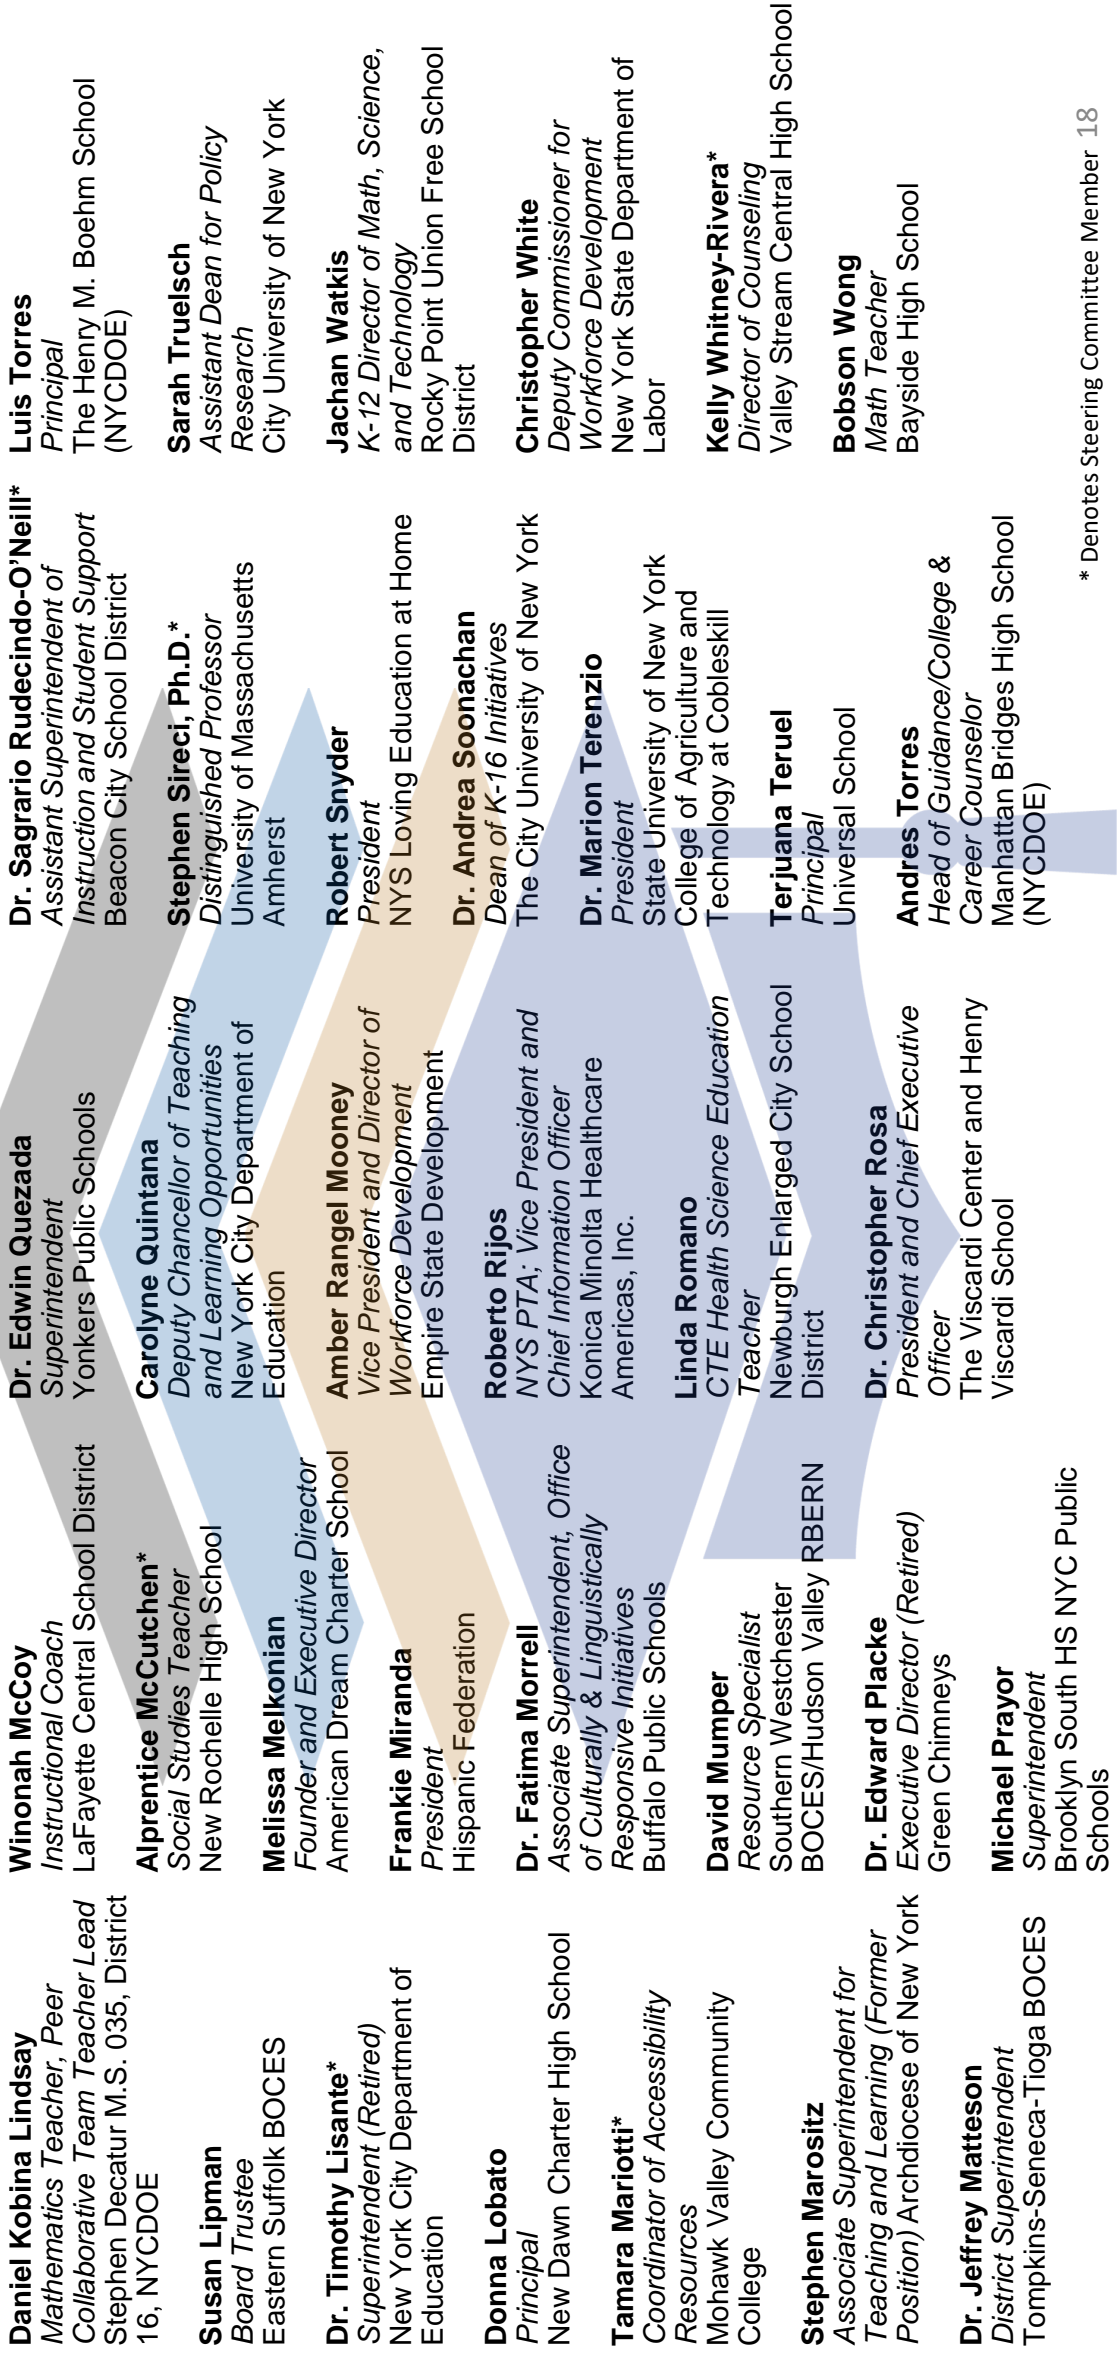 Daniel Kobina Lindsay
Mathematics Teacher, Peer
Collaborative Team Teacher Lead
Stephen Decatur M.S. 035, District
16, NYCDOE
Susan Lipman
Board Trustee
Eastern Suffolk BOCES
Dr. Timothy Lisante*
Superintendent (Retired)
New York City Department of
Education
Donna Lobato
Principal
New Dawn Charter High School
Tamara Mariotti*
Coordinator of Accessibility
Resources
Mohawk Valley Community
College
Stephen Marositz
Associate Superintendent for
Teaching and Learning (Former
Position) Archdiocese of New York
Dr. Jeffrey Matteson
District Superintendent
Tompkins-Seneca-Tioga BOCES
Winonah McCoy
Instructional Coach
LaFayette Central School District
Alprentice McCutchen*
Social Studies Teacher
New Rochelle High School
Melissa Melkonian
Founder and Executive Director
American Dream Charter School
Frankie Miranda
President
Hispanic Federation
Dr. Fatima Morrell
Associate Superintendent, Office
of Culturally & Linguistically
Responsive Initiatives
Buffalo Public Schools
David Mumper
Resource Specialist
Southern Westchester
BOCES/Hudson Valley RBERN
Dr. Edward Placke
Executive Director (Retired)
Green Chimneys
Michael Prayor
Superintendent
Brooklyn South HS NYC Public
Schools
Dr. Edwin Quezada
Superintendent
Yonkers Public Schools
Carolyne Quintana
Deputy Chancellor of Teaching
and Learning Opportunities
New York City Department of
Education
Amber Rangel Mooney
Vice President and Director of
Workforce Development
Empire State Development
Roberto Rijos
NYS PTA; Vice President and
Chief Information Officer
Konica Minolta Healthcare
Americas, Inc.
Linda Romano
CTE Health Science Education
Teacher
Newburgh Enlarged City School
District
Dr. Christopher Rosa
President and Chief Executive
Officer
The Viscardi Center and Henry
Viscardi School
Dr. Sagrario Rudecindo-O’Neill*
Assistant Superintendent of
Instruction and Student Support
Beacon City School District
Stephen Sireci, Ph.D.*
Distinguished Professor
University of Massachusetts
Amherst
Robert Snyder
President
NYS Loving Education at Home
Dr. Andrea Soonachan
Dean of K-16 Initiatives
The City University of New York
Dr. Marion Terenzio
President
State University of New York
College of Agriculture and
Technology at Cobleskill
Terjuana Teruel
Principal
Universal School
Andres Torres
Head of Guidance/College &
Career Counselor
Manhattan Bridges High School
(NYCDOE)
Luis Torres
Principal
The Henry M. Boehm School
(NYCDOE)
Sarah Truelsch
Assistant Dean for Policy
Research
City University of New York
Jachan Watkis
K-12 Director of Math, Science,
and Technology
Rocky Point Union Free School
District
Christopher White
Deputy Commissioner for
Workforce Development
New York State Department of
Labor
Kelly Whitney-Rivera*
Director of Counseling
Valley Stream Central High School
Bobson Wong
Math Teacher
Bayside High School
* Denotes Steering Committee Member 18